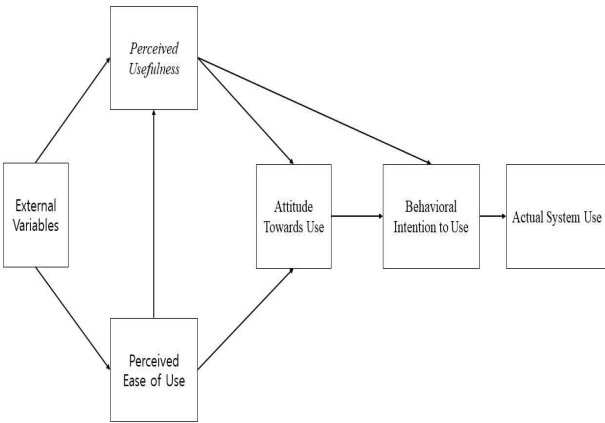 Perceived
Usefulness
External
Variables
Attitude
Towards Use
Behavioral
Intention to Use
Actual System Use
Perceived
Ease of Use